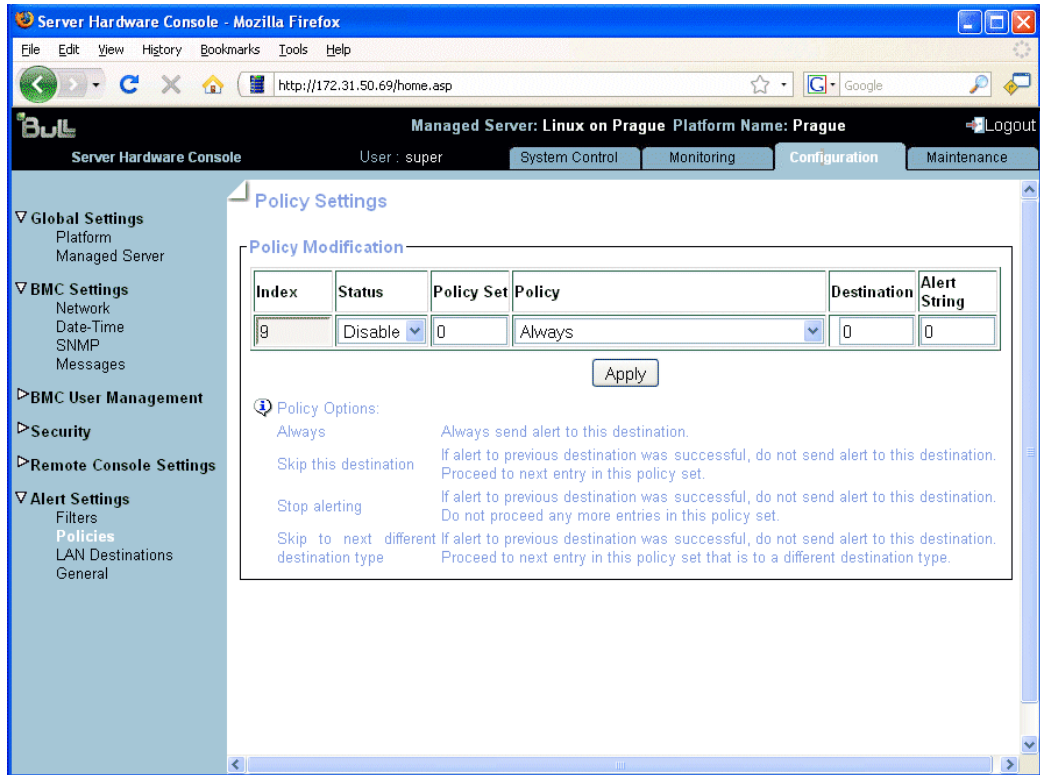 Server Hardware Console - Mozilla Firefox
File Edit View History Bookmarks Tools Help
http://172.31.50.69/home.asp
G Google
Bull
Managed Server: Linux on Prague Platform Name: Prague
Logout
Server Hardware Console
User : super
System Control
Monitoring
Configuration
Maintenance
Global Settings
Platform
Managed Server
BMC Settings
Network
Date-Time
SNMP
Messages
BMC User Management
Security
Remote Console Settings
Alert Settings
Filters
Policies
LAN Destinations
General
Policy Settings
Policy Modification
Index Status Policy Set Policy Destination Alert String
9 Disable 0 Always 0 0
Apply
Policy Options:
Always Always send alert to this destination.
Skip this destination If alert to previous destination was successful, do not send alert to this destination.
Proceed to next entry in this policy set.
Stop alerting If alert to previous destination was successful, do not send alert to this destination.
Do not proceed any more entries in this policy set.
Skip to next different If alert to previous destination was successful, do not send alert to this destination.
destination type Proceed to next entry in this policy set that is to a different destination type.